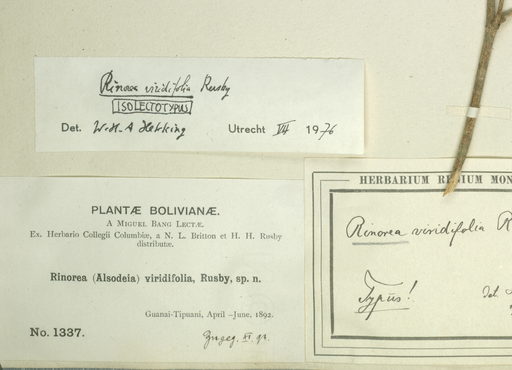 Rinorea viridifolia Rusby
ISOLECTOTYPUS
Det. W.H.A Hekking Utrecht VII 1976
PLANTÆ BOLIVIANÆ.
A MIGUEL BANG LECTÆ.
Ex. Herbario Collegii Columbiæ, a N. L. Britton et H. H. Rusby
distributæ.
Rinorea (Alsodeia) viridifolia, Rusby, sp. n.
Guanai-Tipuani, April -June, 1892.
No. 1337.
HERBARIUM REGIUM MON
Rinorea viridifolia R
Typus!
Det.